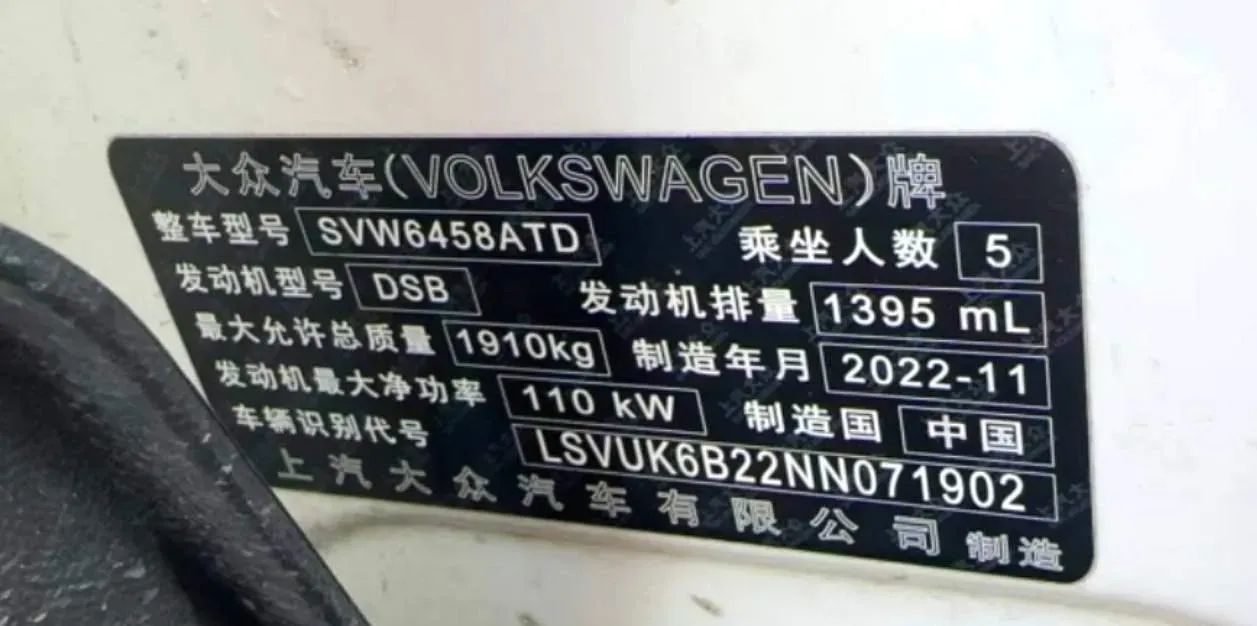 大众汽车(VOLKSWAGEN)牌
整车型号 SVW6458ATD 乘坐人数 5
发动机型号 DSB 发动机排量 1395 mL
最大允许总质量 1910kg 制造年月 2022-11
发动机最大净功率 110 kW 制造国 中国
车辆识别代号 LSVUK6B22NN071902
上汽大众汽车有限公司制造